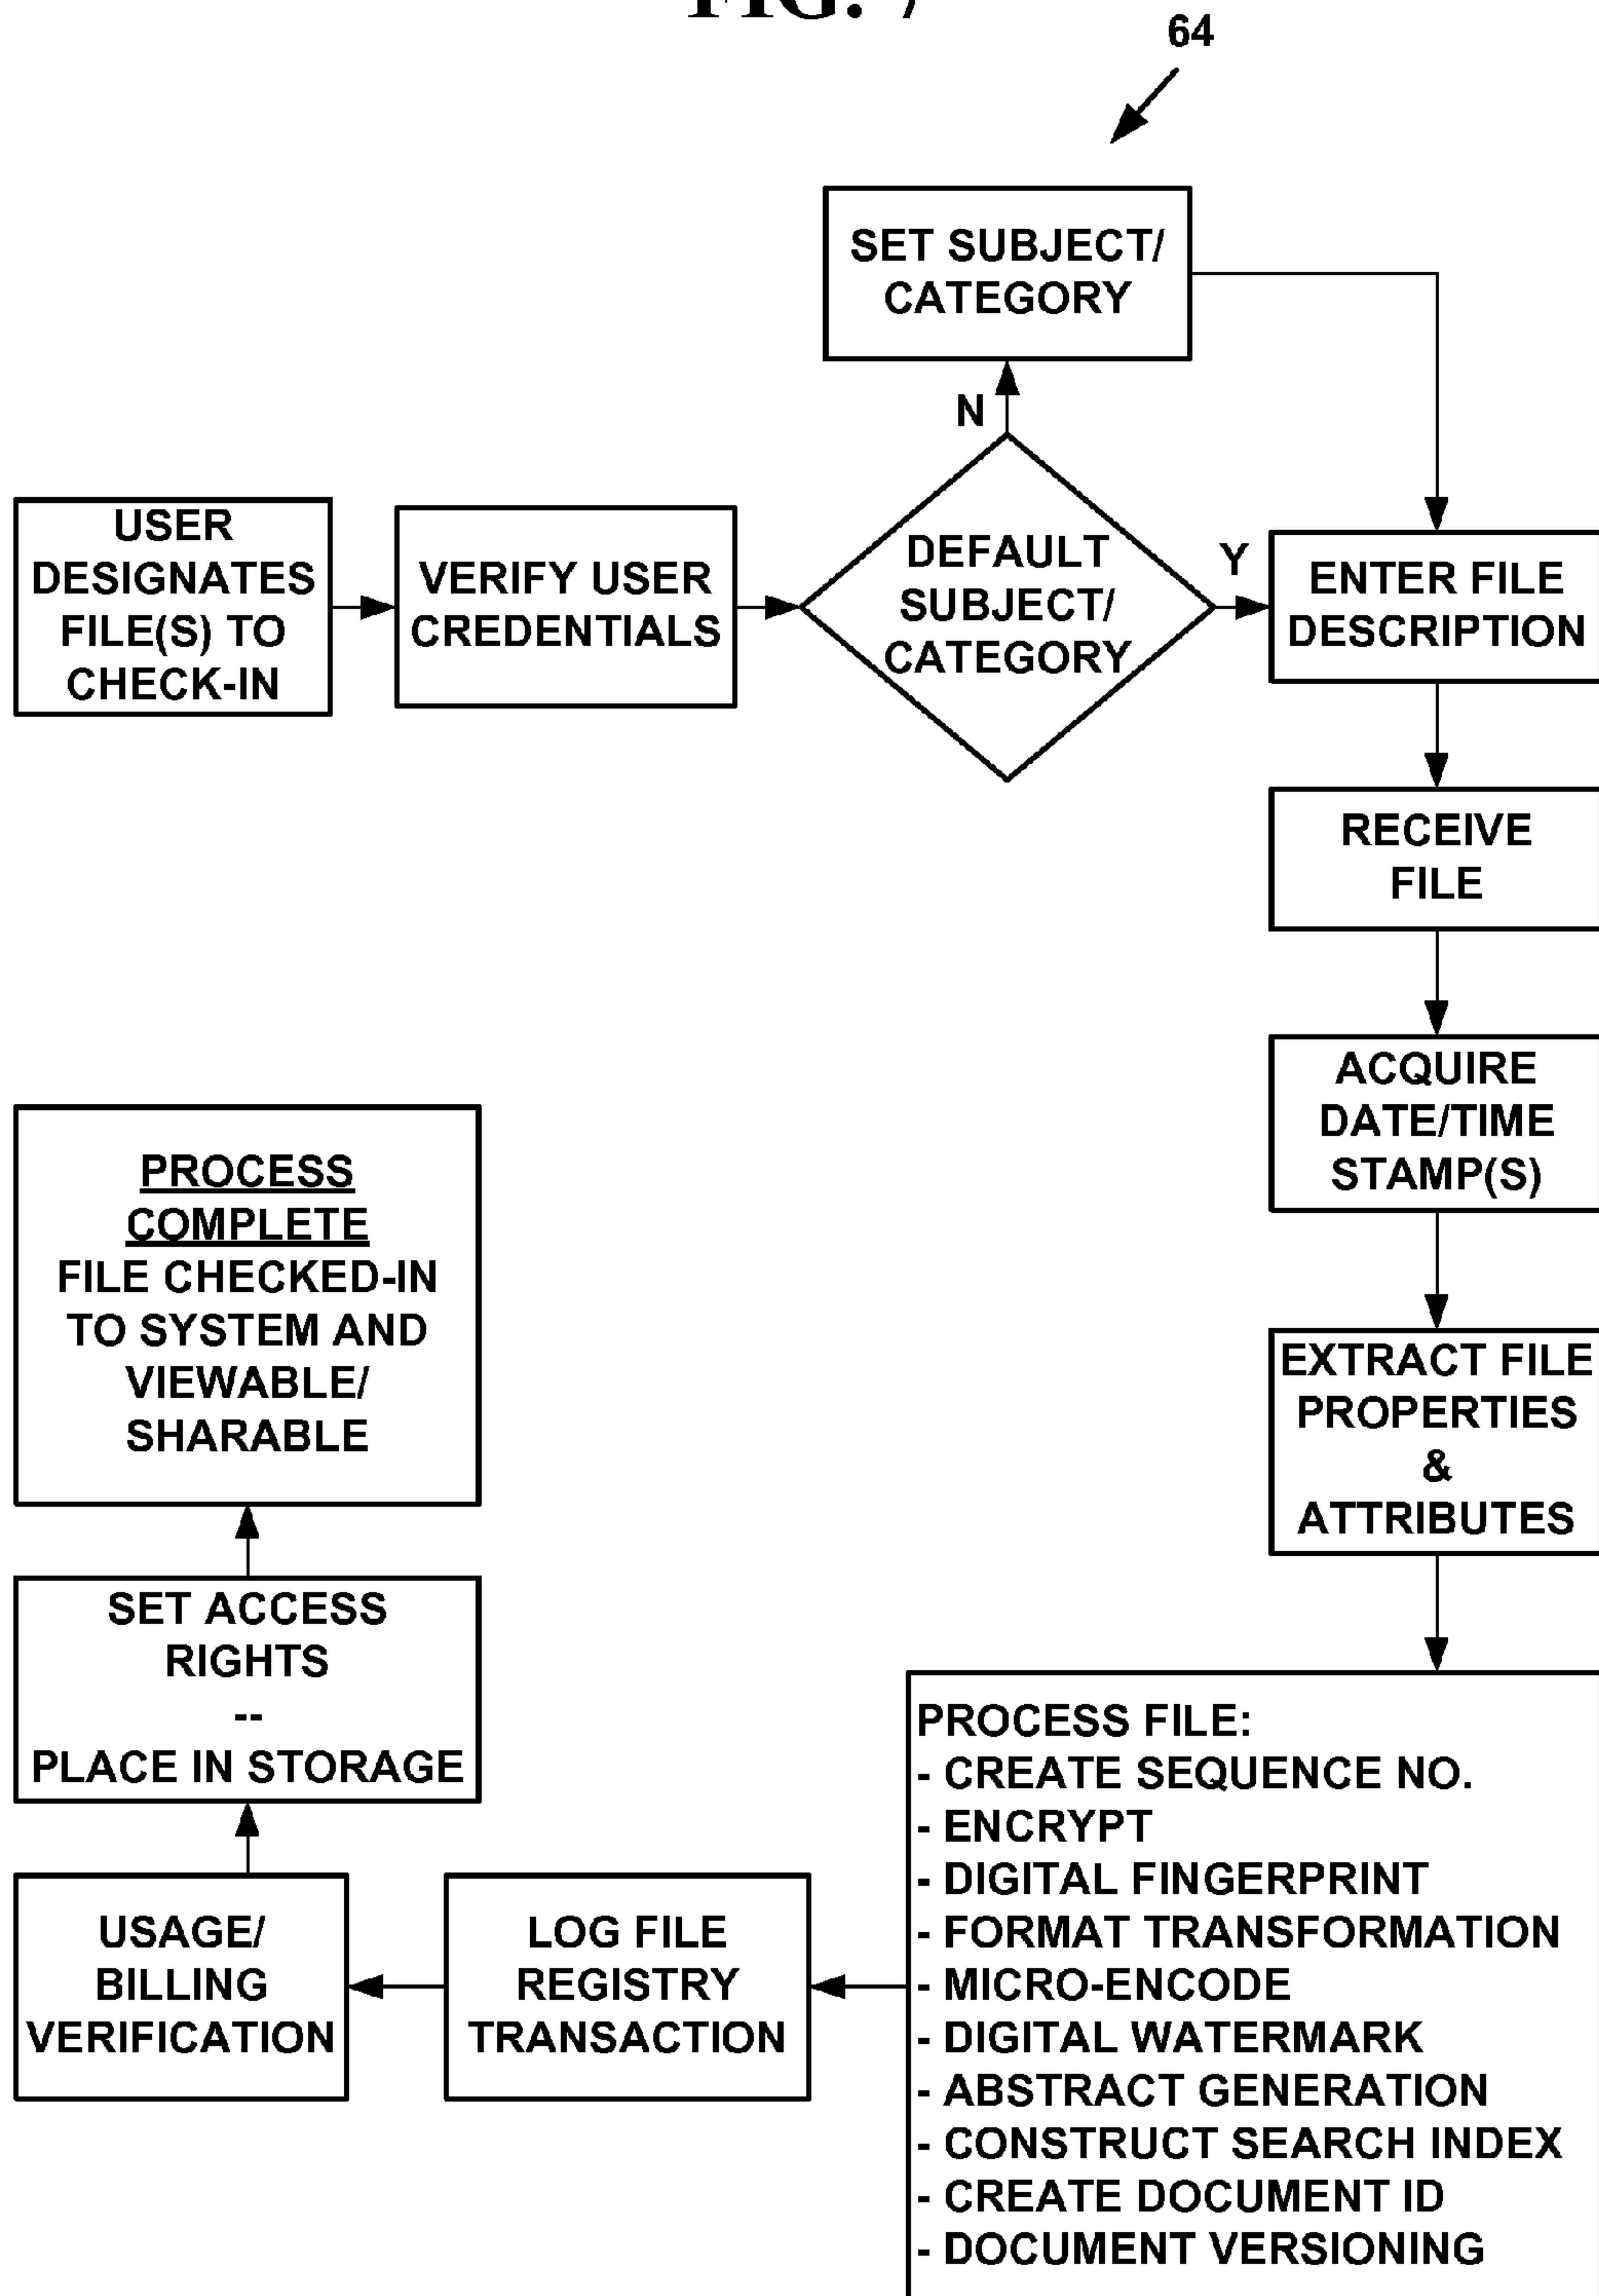 FIG. 7
64
SET SUBJECT/
CATEGORY
N
USER
DESIGNATES
FILE(S) TO
CHECK-IN
VERIFY USER
CREDENTIALS
DEFAULT
SUBJECT/
CATEGORY
Y
ENTER FILE
DESCRIPTION
RECEIVE
FILE
ACQUIRE
DATE/TIME
STAMP(S)
EXTRACT FILE
PROPERTIES
&
ATTRIBUTES
PROCESS FILE:
- CREATE SEQUENCE NO.
- ENCRYPT
- DIGITAL FINGERPRINT
- FORMAT TRANSFORMATION
- MICRO-ENCODE
- DIGITAL WATERMARK
- ABSTRACT GENERATION
- CONSTRUCT SEARCH INDEX
- CREATE DOCUMENT ID
- DOCUMENT VERSIONING
LOG FILE
REGISTRY
TRANSACTION
USAGE/
BILLING
VERIFICATION
SET ACCESS
RIGHTS
--
PLACE IN STORAGE
PROCESS
COMPLETE
FILE CHECKED-IN
TO SYSTEM AND
VIEWABLE/
SHARABLE